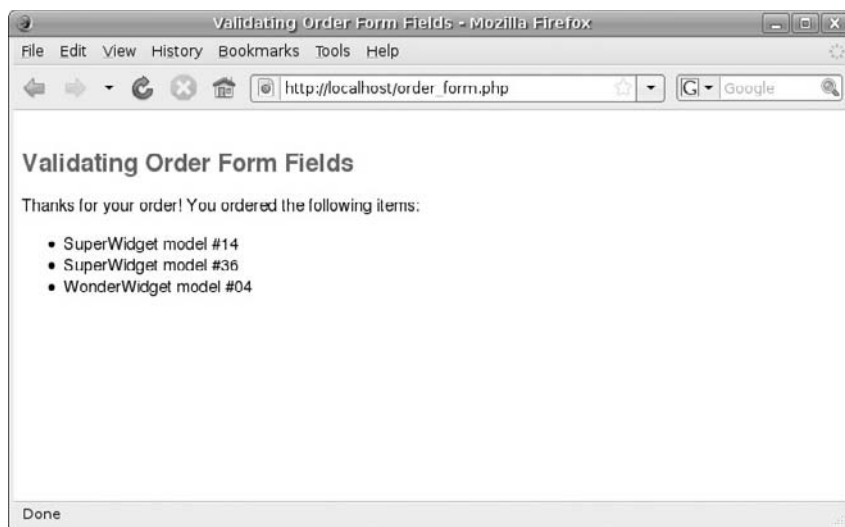 Validating Order Form Fields - Mozilla Firefox
File Edit View History Bookmarks Tools Help
http://localhost/order_form.php G Google
Validating Order Form Fields
Thanks for your order! You ordered the following items:
• SuperWidget model #14
• SuperWidget model #36
• WonderWidget model #04
Done